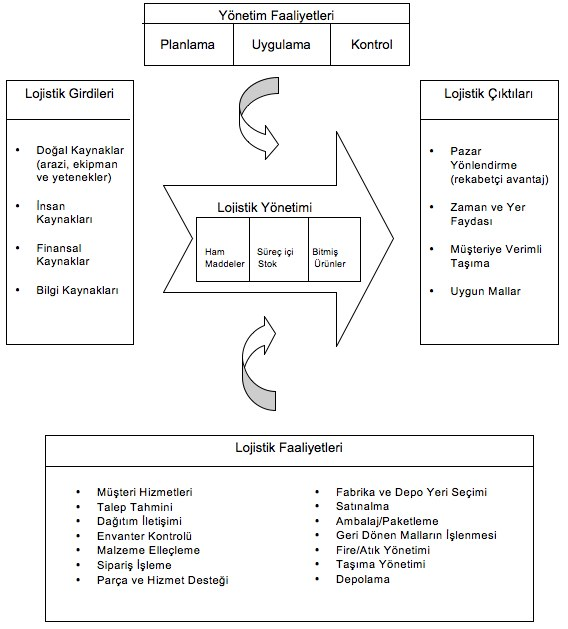 Yönetim Faaliyetleri
Planlama
Uygulama
Kontrol
Lojistik Girdileri
• Doğal Kaynaklar
(arazi, ekipman
ve yetenekler)
• İnsan
Kaynakları
• Finansal
Kaynaklar
• Bilgi Kaynakları
Lojistik Yönetimi
Ham
Maddeler
Süreç içi
Stok
Bitmiş
Ürünler
Lojistik Çıktıları
• Pazar
Yönlendirme
(rekabetçi avantaj)
• Zaman ve Yer
Faydası
• Müşteriye Verimli
Taşıma
• Uygun Mallar
Lojistik Faaliyetleri
• Müşteri Hizmetleri
• Talep Tahmini
• Dağıtım İletişimi
• Envanter Kontrolü
• Malzeme Elleçleme
• Sipariş İşleme
• Parça ve Hizmet Desteği
• Fabrika ve Depo Yeri Seçimi
• Satınalma
• Ambalaj/Paketleme
• Geri Dönen Malların İşlenmesi
• Fire/Atık Yönetimi
• Taşıma Yönetimi
• Depolama